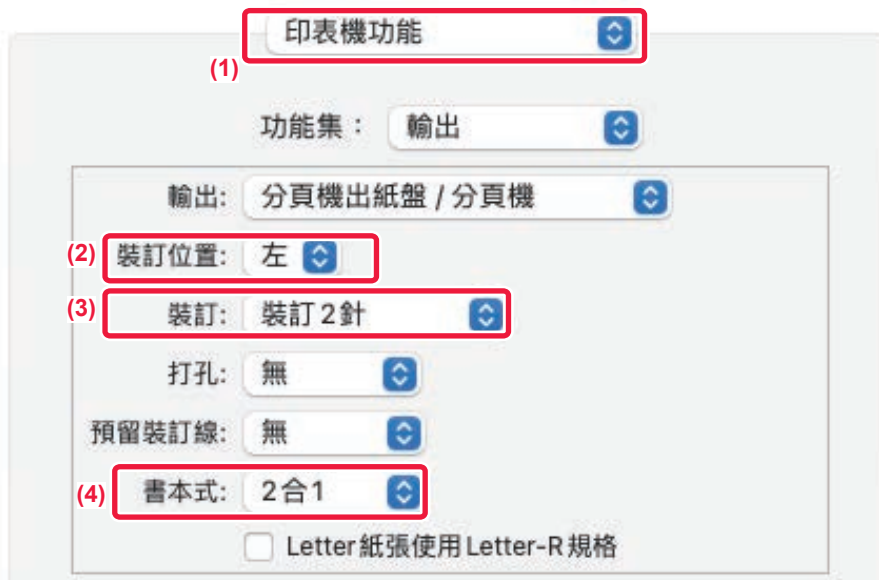 印表機功能
(1)
功能集： 輸出
輸出: 分頁機出紙盤 / 分頁機
(2) 裝訂位置: 左
(3) 裝訂: 裝訂2針
打孔: 無
預留裝訂線: 無
(4) 書本式: 2合1
Letter紙張使用Letter-R規格